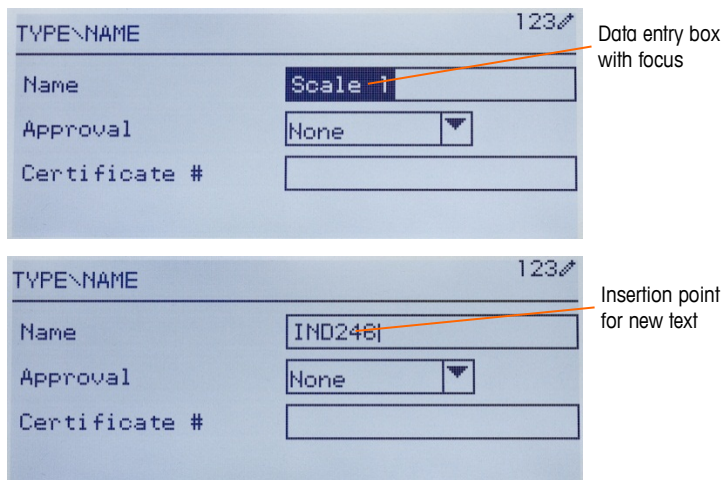 TYPE\NAME 123
Name Scale 1
Approval None
Certificate #
Data entry box
with focus
TYPE\NAME 123
Name IND246
Approval None
Certificate #
Insertion point
for new text